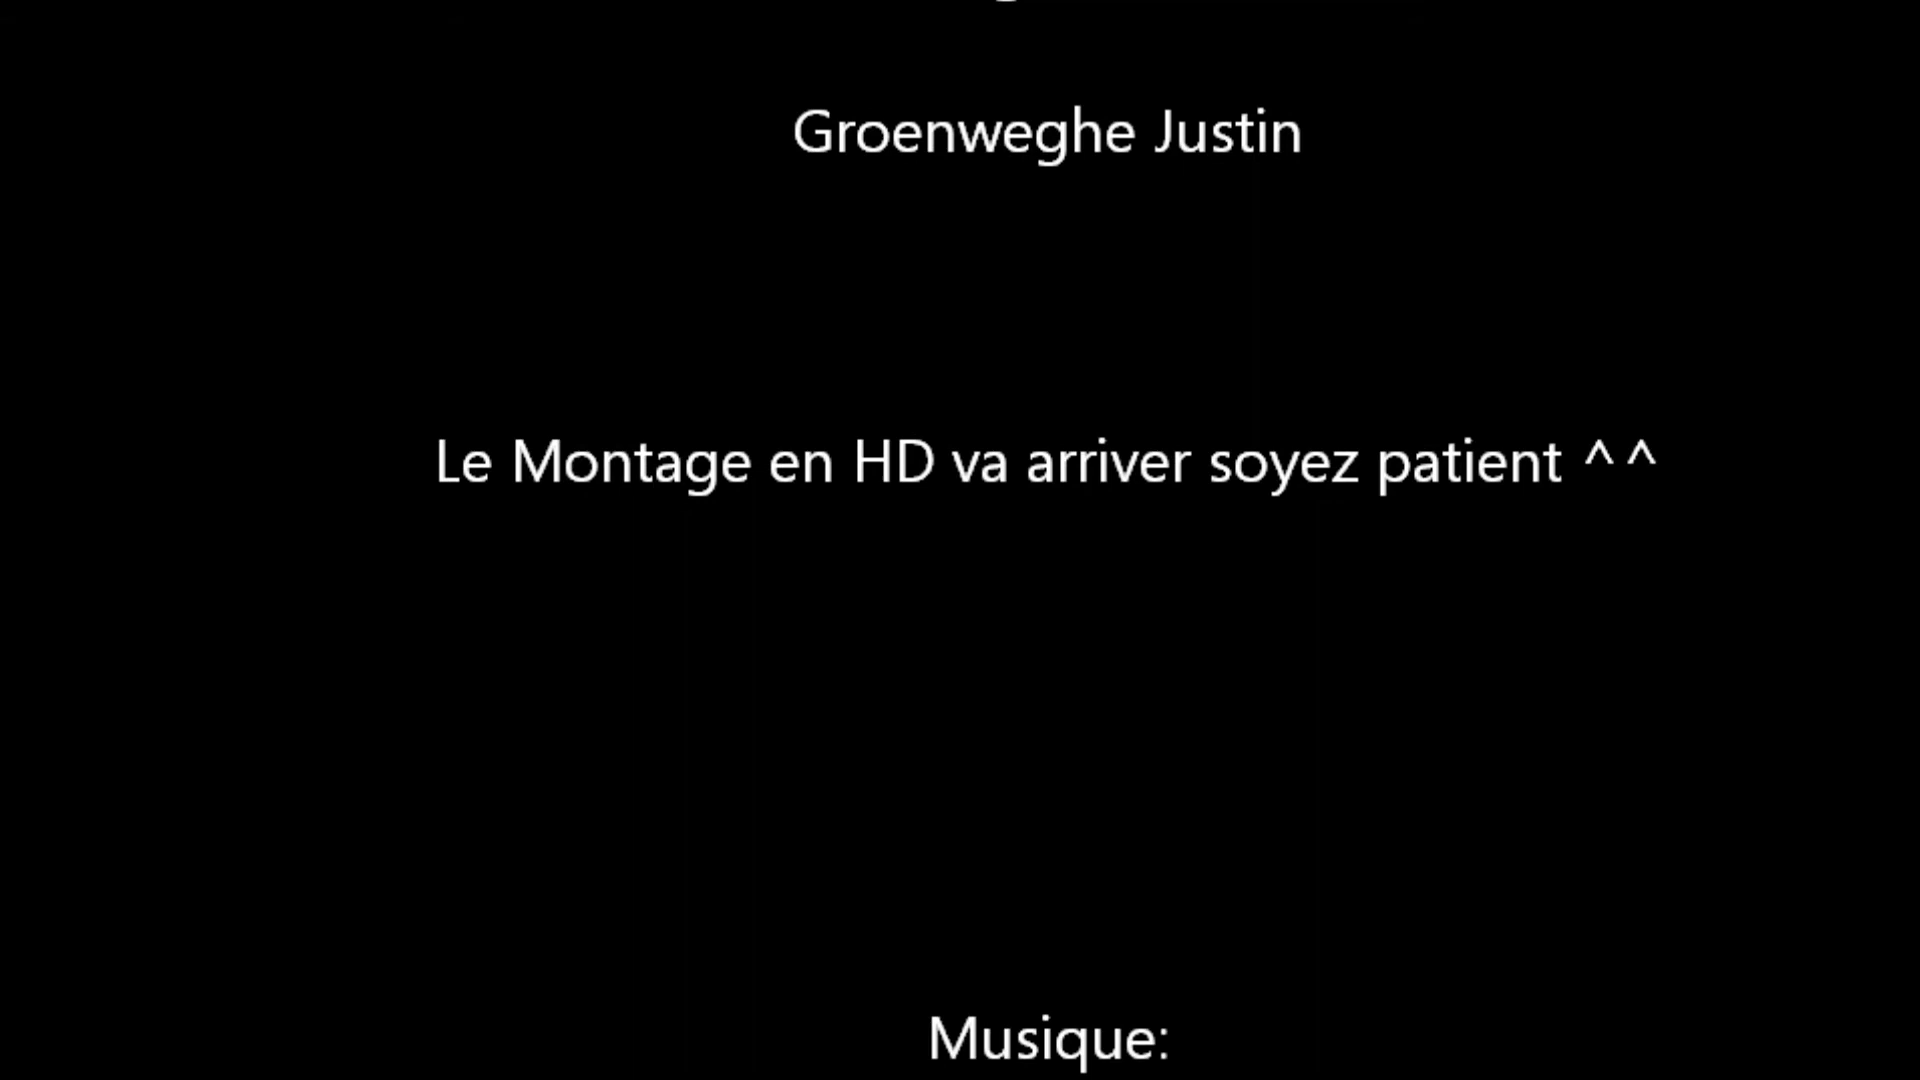 Groenweghe Justin
Le Montage en HD va arriver soyez patient ^^
Musique: